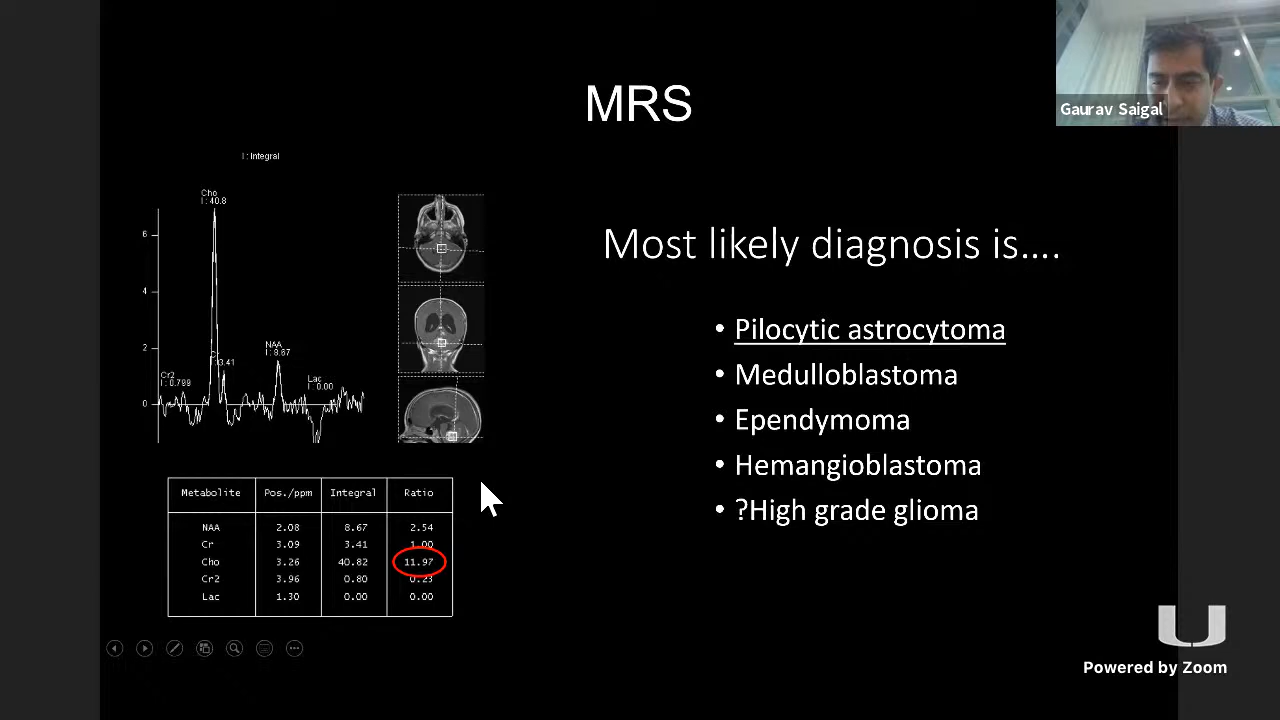 MRS
Gaurav Saigal
I : Integral
Cho
I : 40.8
6
4
2
0
NAA
I : 8.67
3.41
Cr2
I : 0.799
Lac
I : 0.00
Most likely diagnosis is....
• Pilocytic astrocytoma
• Medulloblastoma
• Ependymoma
• Hemangioblastoma
• ?High grade glioma
Metabolite Pos./ppm Integral Ratio
NAA 2.08 8.67 2.54
Cr 3.09 3.41 1.00
Cho 3.26 40.82 11.97
Cr2 3.96 0.80 0.23
Lac 1.30 0.00 0.00
U
Powered by Zoom